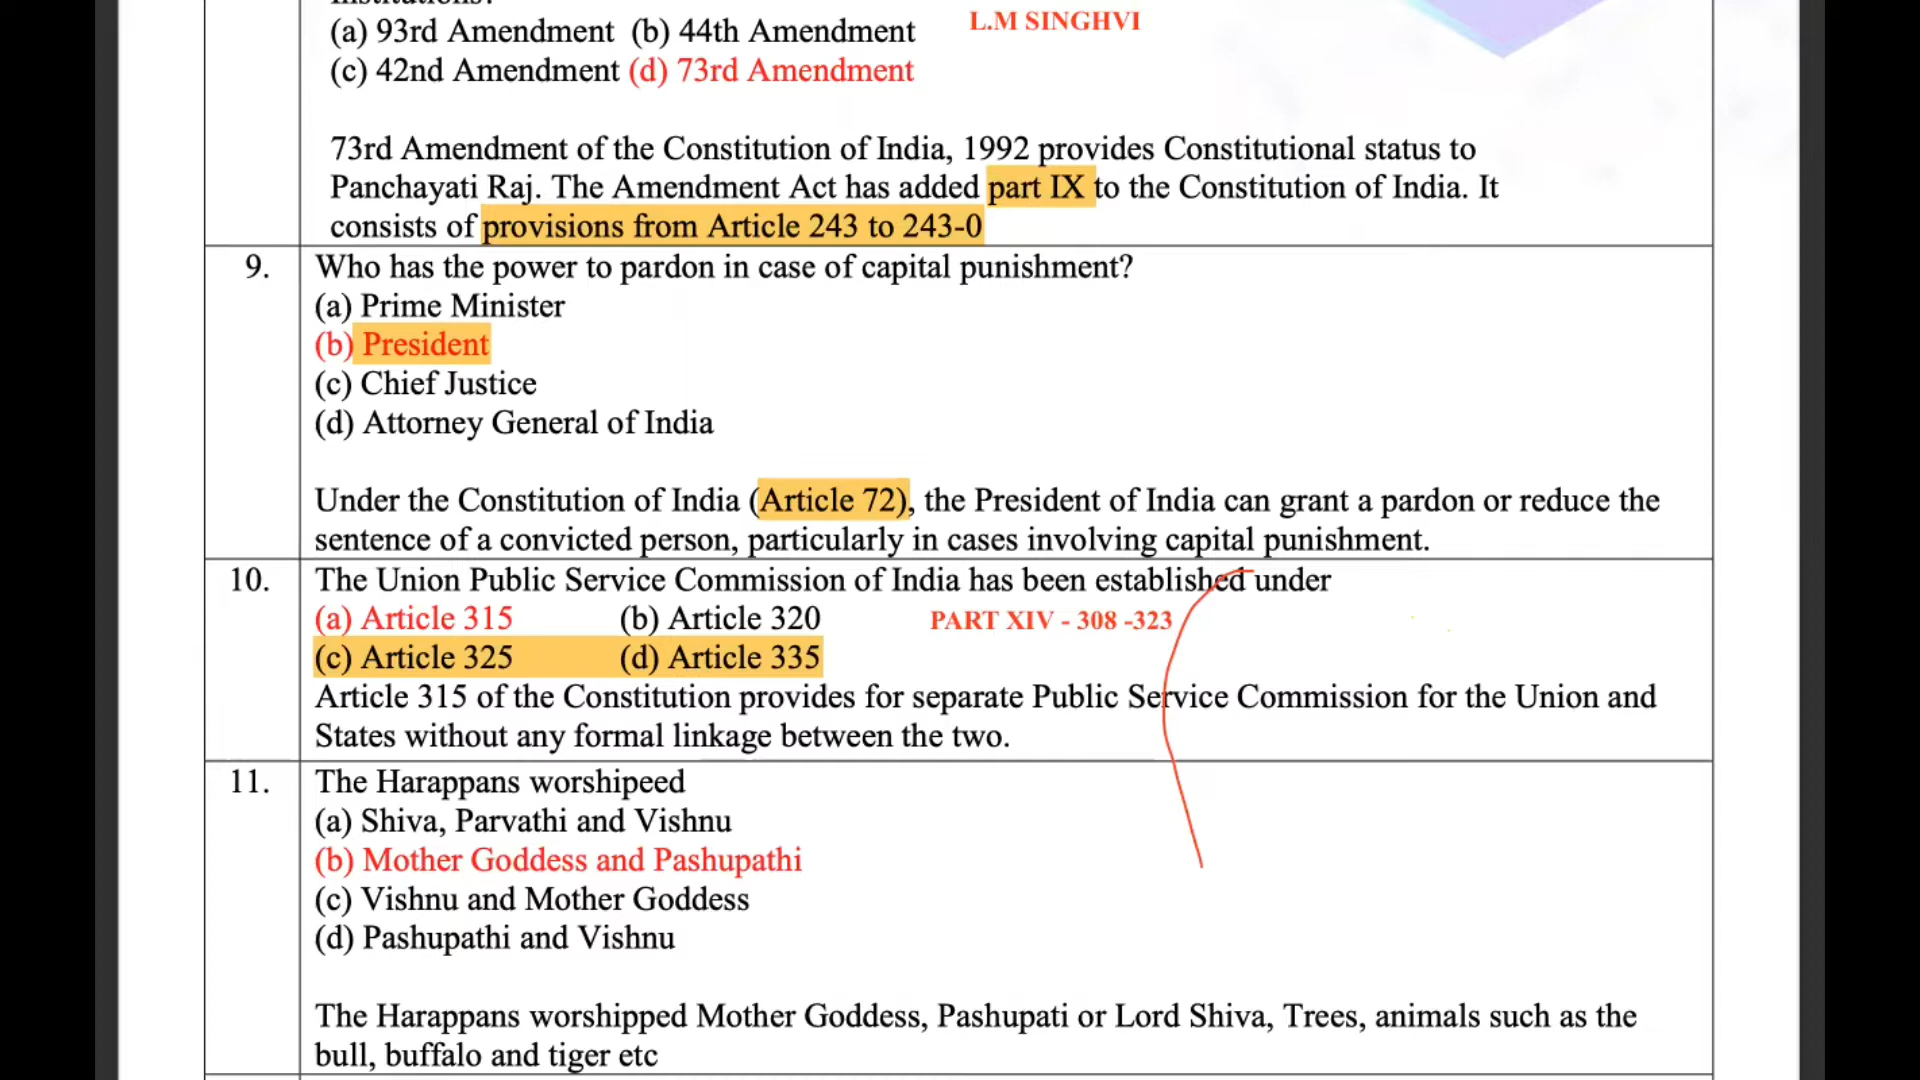 (a) 93rd Amendment (b) 44th Amendment L.M SINGHVI
(c) 42nd Amendment (d) 73rd Amendment
73rd Amendment of the Constitution of India, 1992 provides Constitutional status to
Panchayati Raj. The Amendment Act has added part IX to the Constitution of India. It
consists of provisions from Article 243 to 243-0
9. Who has the power to pardon in case of capital punishment?
(a) Prime Minister
(b) President
(c) Chief Justice
(d) Attorney General of India
Under the Constitution of India (Article 72), the President of India can grant a pardon or reduce the
sentence of a convicted person, particularly in cases involving capital punishment.
10. The Union Public Service Commission of India has been established under
(a) Article 315 (b) Article 320 PART XIV - 308 -323
(c) Article 325 (d) Article 335
Article 315 of the Constitution provides for separate Public Service Commission for the Union and
States without any formal linkage between the two.
11. The Harappans worshipeed
(a) Shiva, Parvathi and Vishnu
(b) Mother Goddess and Pashupathi
(c) Vishnu and Mother Goddess
(d) Pashupathi and Vishnu
The Harappans worshipped Mother Goddess, Pashupati or Lord Shiva, Trees, animals such as the
bull, buffalo and tiger etc